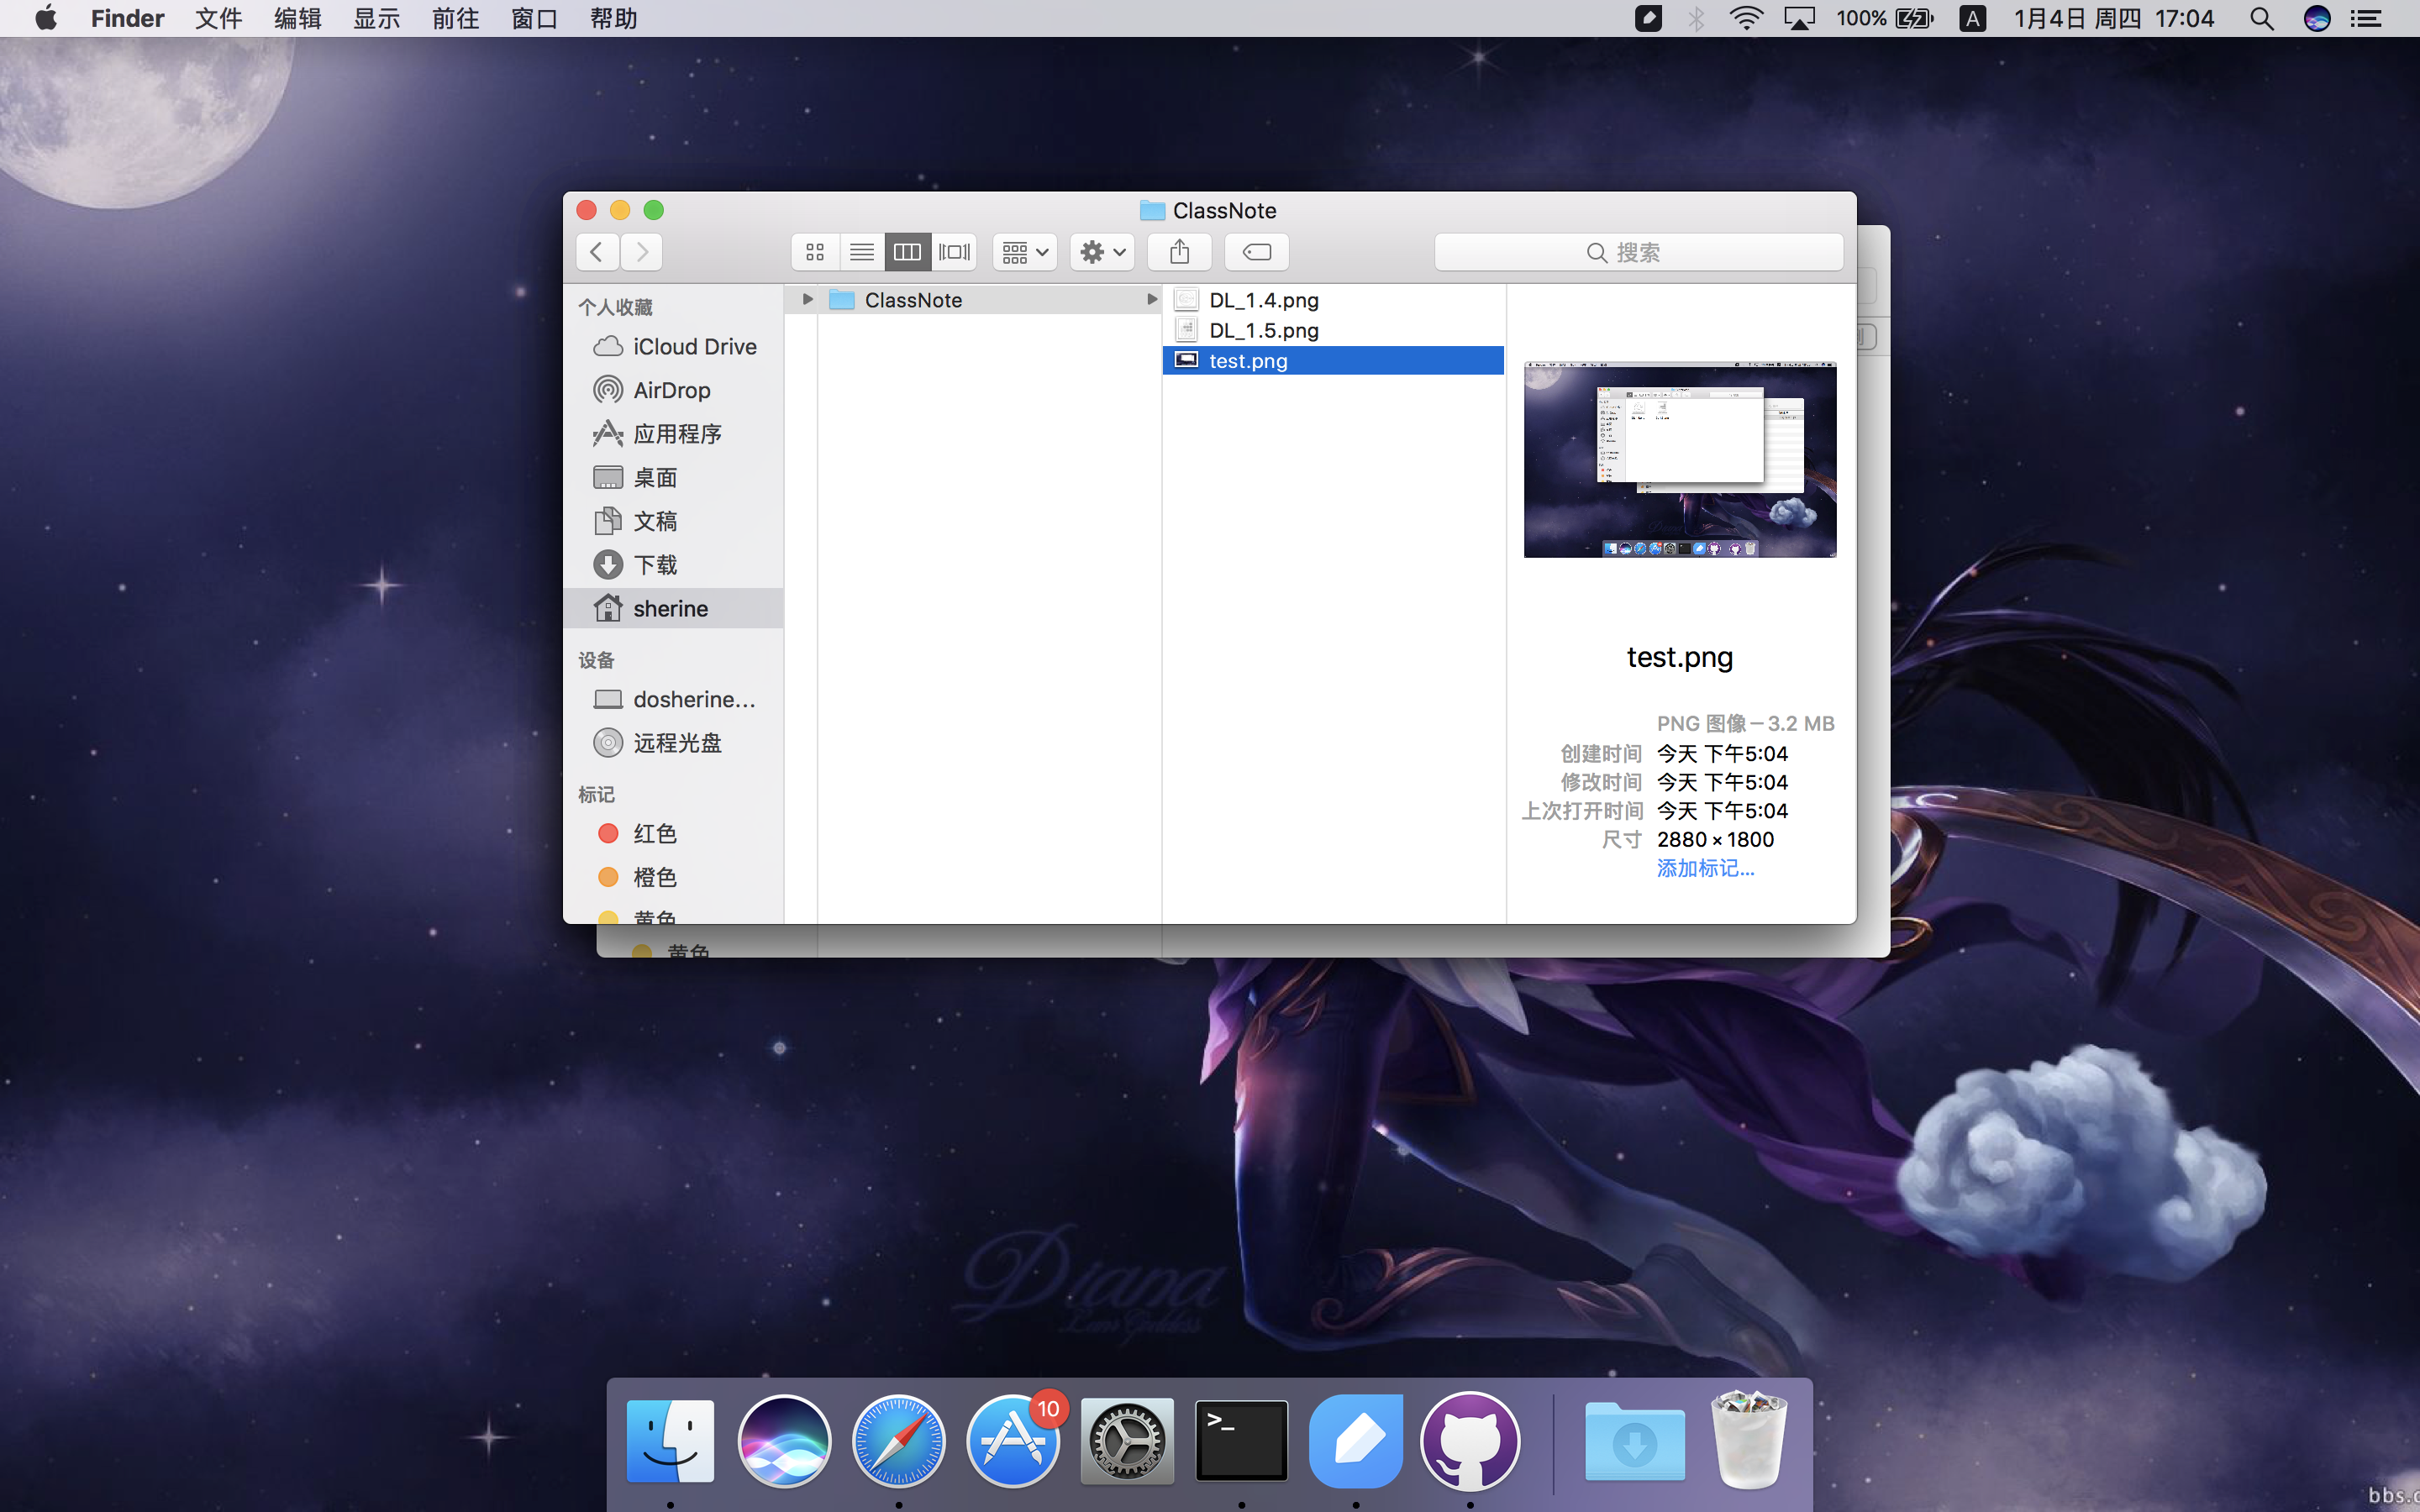 Finder 文件 编辑 显示 前往 窗口 帮助
100% A 1月4日 周四 17:04
ClassNote
搜索
个人收藏
iCloud Drive
AirDrop
应用程序
桌面
文稿
下载
sherine
设备
dosherine...
远程光盘
标记
红色
橙色
黄色
黄色
ClassNote
DL_1.4.png
DL_1.5.png
test.png
test.png
PNG 图像 – 3.2 MB
创建时间 今天 下午5:04
修改时间 今天 下午5:04
上次打开时间 今天 下午5:04
尺寸 2880 × 1800
添加标记...
Diana
10
>_